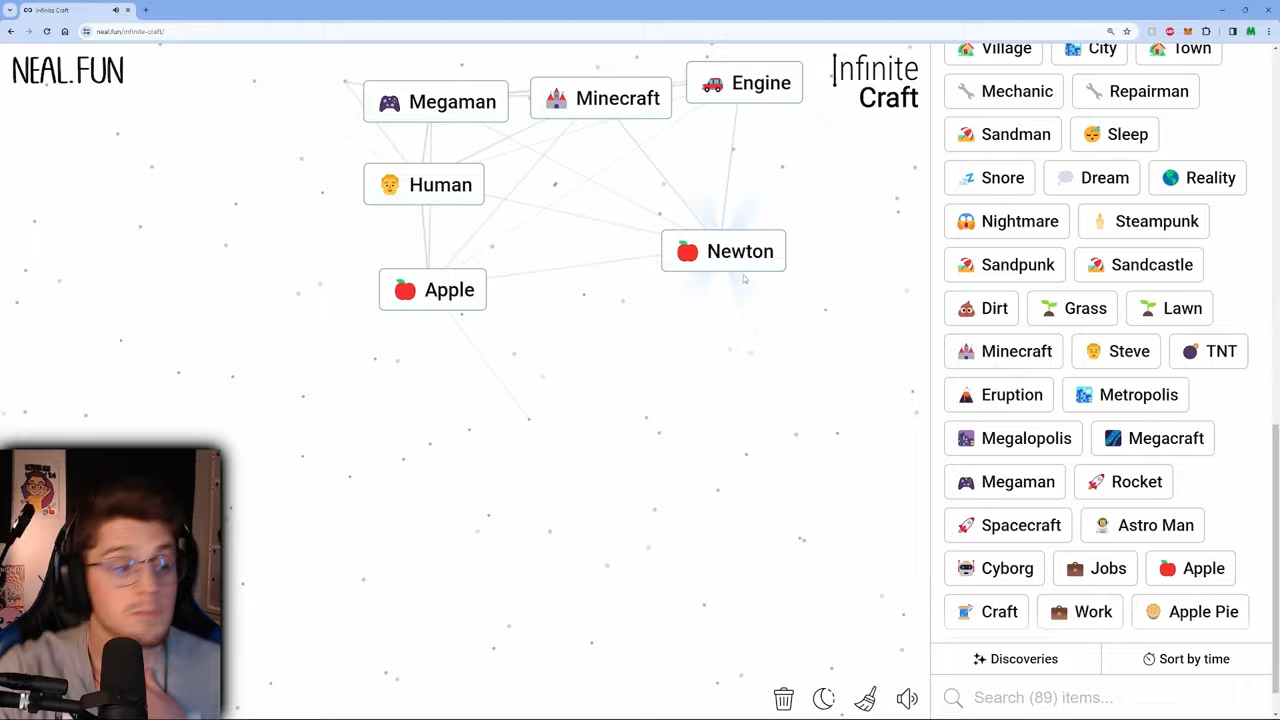 Infinite Craft
neal.fun/infinite-craft/
NEAL.FUN
Infinite
Craft
Megaman
Minecraft
Engine
Human
Newton
Apple
Village
City
Town
Mechanic
Repairman
Sandman
Sleep
Snore
Dream
Reality
Nightmare
Steampunk
Sandpunk
Sandcastle
Dirt
Grass
Lawn
Minecraft
Steve
TNT
Eruption
Metropolis
Megalopolis
Megacraft
Megaman
Rocket
Spacecraft
Astro Man
Cyborg
Jobs
Apple
Craft
Work
Apple Pie
Discoveries
Sort by time
Search (89) items...